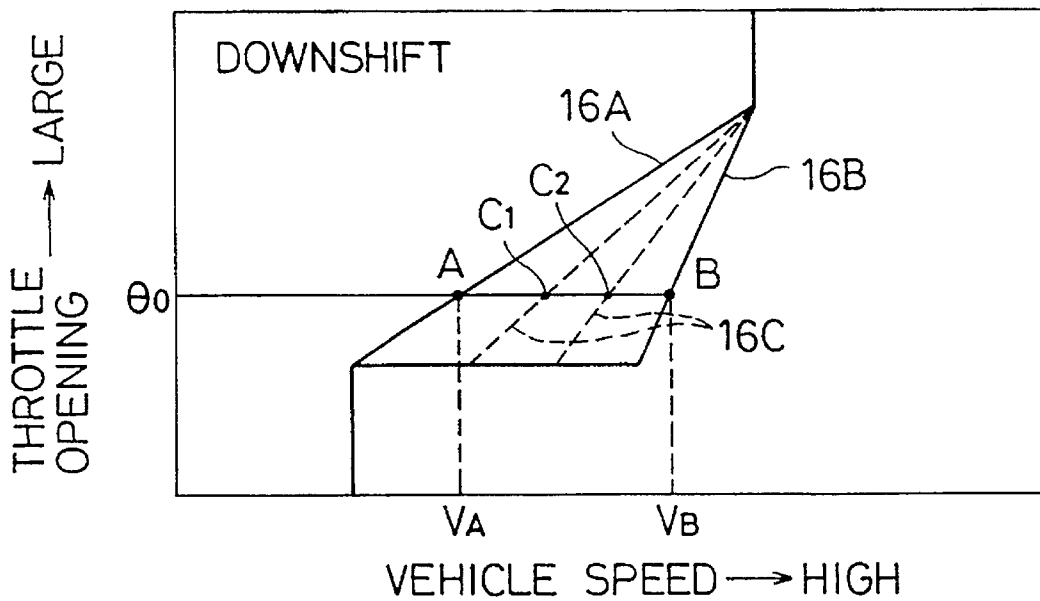 DOWNSHIFT
16A
16B
C2
C1
A
B
θ0
16C
VA
VB
THROTTLE
OPENING → LARGE
VEHICLE SPEED → HIGH